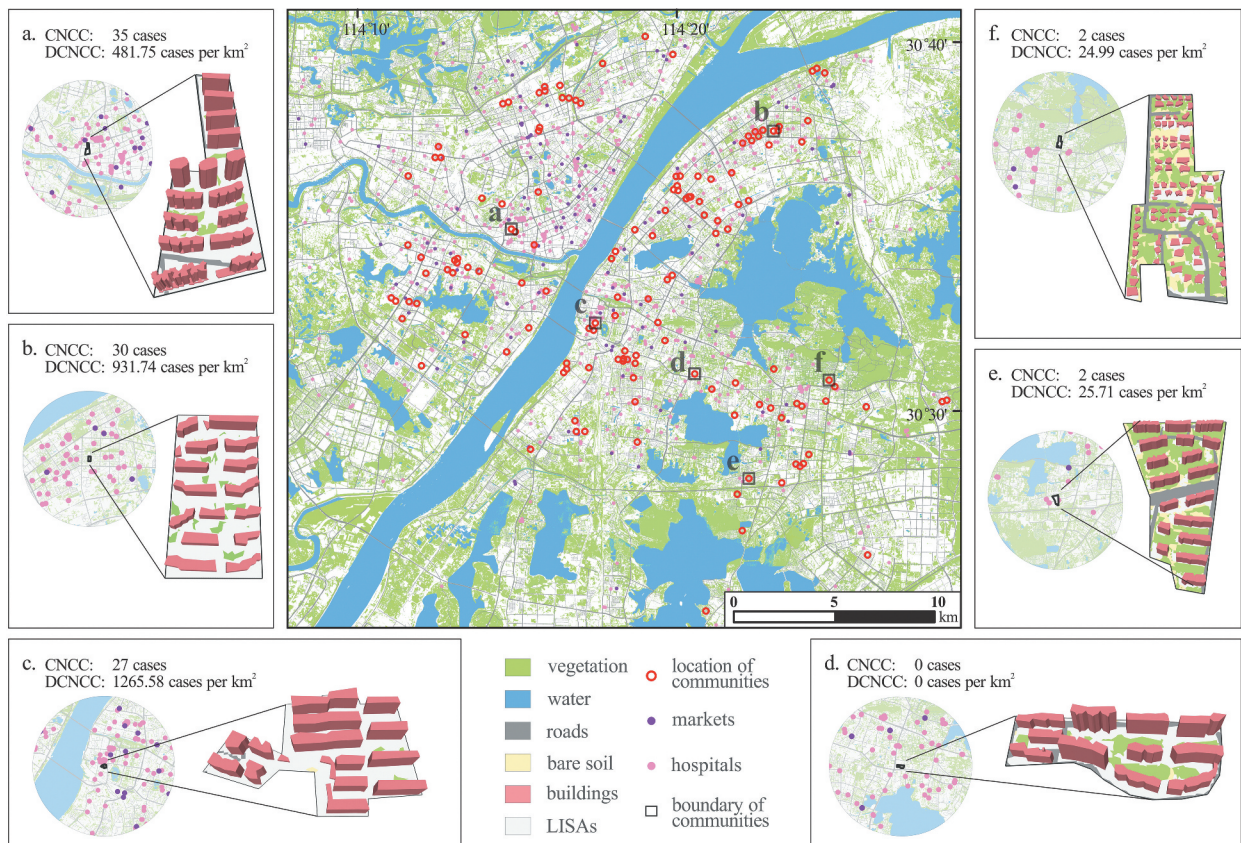 a. CNCC: 35 cases
DCNCC: 481.75 cases per km²
114°10′
114°20′
30°40′
30°30′
a
b
c
d
e
f
0 5 10
km
f. CNCC: 2 cases
DCNCC: 24.99 cases per km²
b. CNCC: 30 cases
DCNCC: 931.74 cases per km²
e. CNCC: 2 cases
DCNCC: 25.71 cases per km²
c. CNCC: 27 cases
DCNCC: 1265.58 cases per km²
vegetation
water
roads
bare soil
buildings
LISAs
location of
communities
markets
hospitals
boundary of
communities
d. CNCC: 0 cases
DCNCC: 0 cases per km²